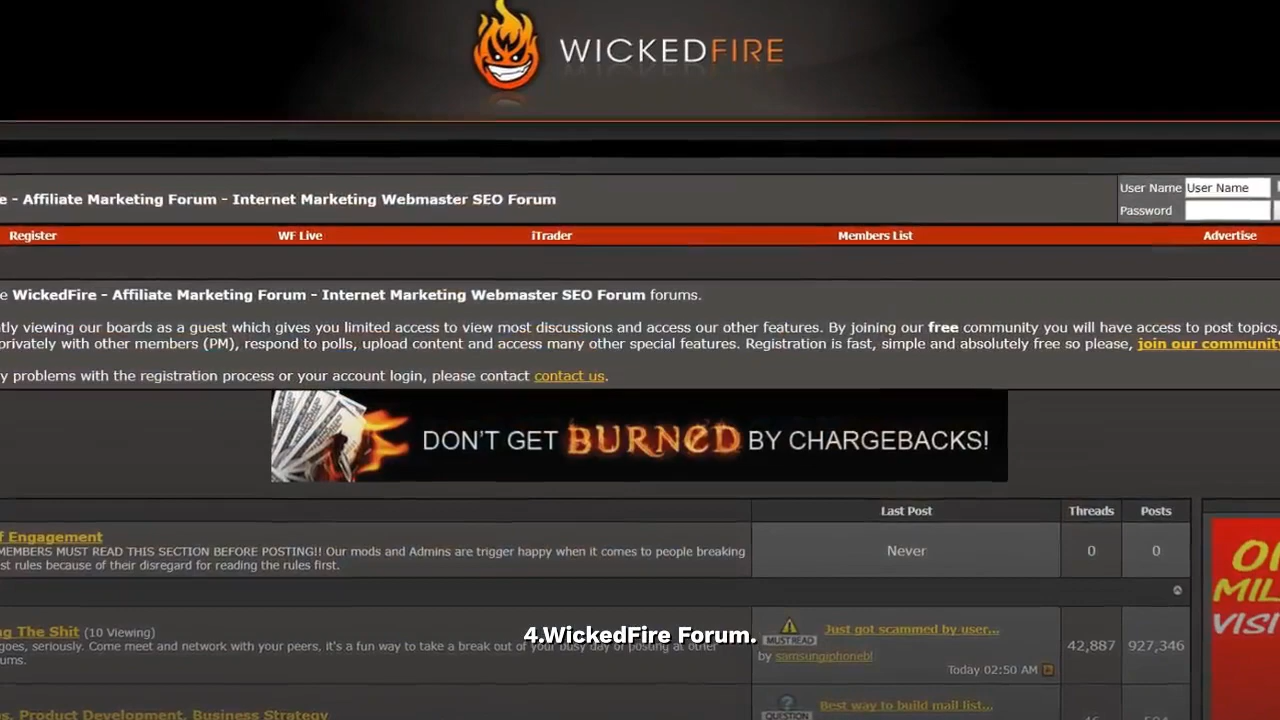 WICKEDFIRE
e - Affiliate Marketing Forum - Internet Marketing Webmaster SEO Forum
User Name User Name
Password
Register WF Live iTrader Members List Advertise
e WickedFire - Affiliate Marketing Forum - Internet Marketing Webmaster SEO Forum forums.
tly viewing our boards as a guest which gives you limited access to view most discussions and access our other features. By joining our free community you will have access to post topics,
privately with other members (PM), respond to polls, upload content and access many other special features. Registration is fast, simple and absolutely free so please, join our community
y problems with the registration process or your account login, please contact contact us.
DON'T GET BURNED BY CHARGEBACKS!
Last Post Threads Posts
f Engagement
MEMBERS MUST READ THIS SECTION BEFORE POSTING!! Our mods and Admins are trigger happy when it comes to people breaking
st rules because of their disregard for reading the rules first.
Never 0 0
ng The Shit (10 Viewing)
goes, seriously. Come meet and network with your peers, it's a fun way to take a break out of your busy day of posting at other
ums.
MUST READ
Just got scammed by user...
by samsungiphonebl
Today 02:50 AM
42,887 927,346
4.WickedFire Forum.
s, Product Development, Business Strategy
QUESTION
Best way to build mail list...